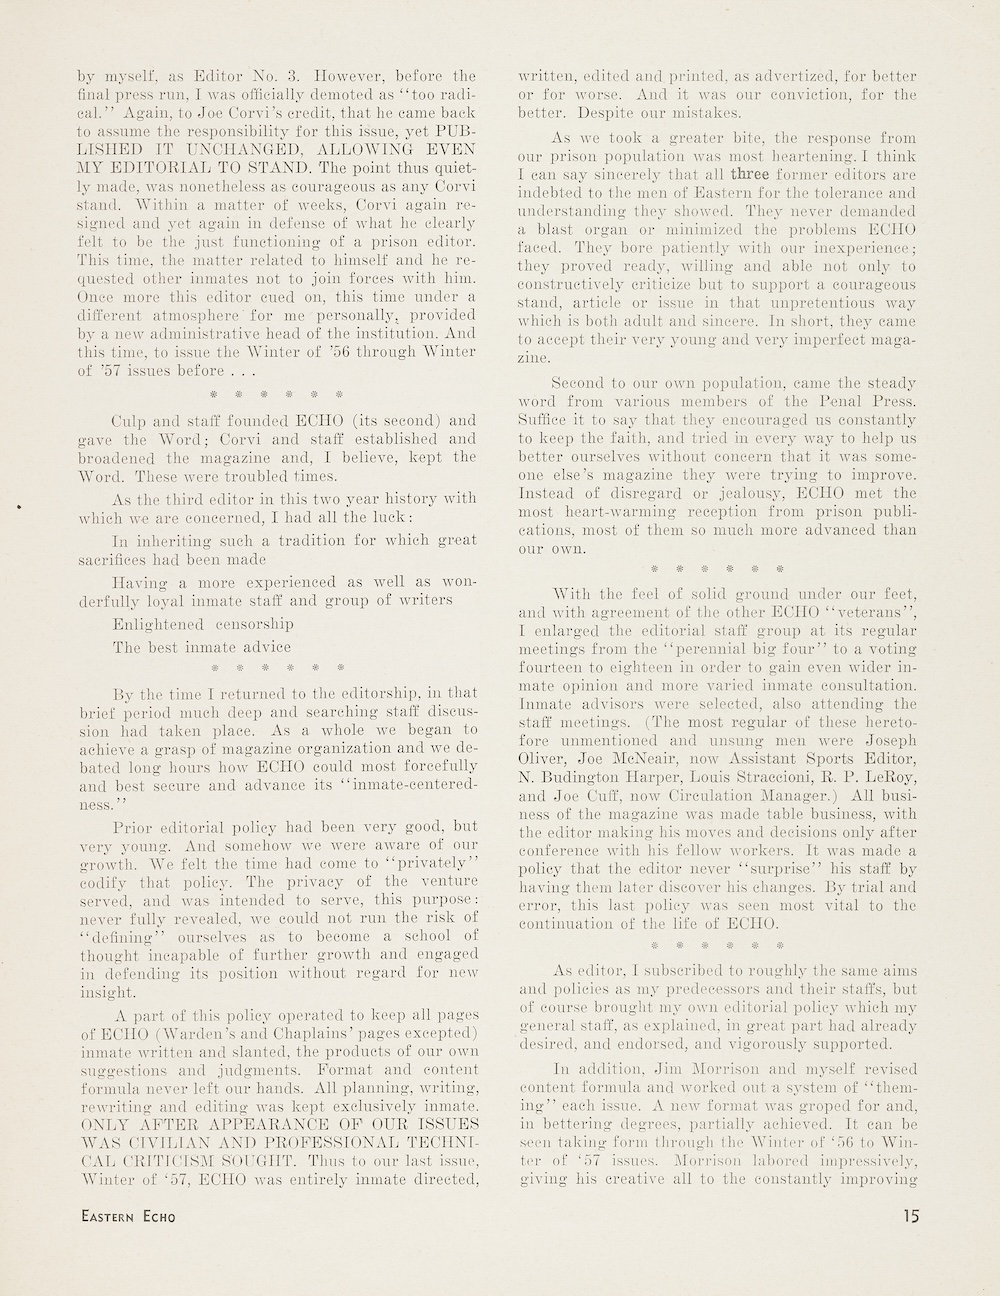 by myself, as Editor No. 3. However, before the
final press run, I was officially demoted as "too radi-
cal." Again, to Joe Corvi's credit, that he came back
to assume the responsibility for this issue, yet PUB-
LISHED IT UNCHANGED, ALLOWING EVEN
MY EDITORIAL TO STAND. The point thus quiet-
ly made, was nonetheless as courageous as any Corvi
stand. Within a matter of weeks, Corvi again re-
signed and yet again in defense of what he clearly
felt to be the just functioning of a prison editor.
This time, the matter related to himself and he re-
quested other inmates not to join forces with him.
Once more this editor cued on, this time under a
different atmosphere for me personally, provided
by a new administrative head of the institution. And
this time, to issue the Winter of '56 through Winter
of '57 issues before . . .
* * * * * *
Culp and staff founded ECHO (its second) and
gave the Word; Corvi and staff established and
broadened the magazine and, I believe, kept the
Word. These were troubled times.
As the third editor in this two year history with
which we are concerned, I had all the luck:
In inheriting such a tradition for which great
sacrifices had been made
Having a more experienced as well as won-
derfully loyal inmate staff and group of writers
Enlightened censorship
The best inmate advice
* * * * * *
By the time I returned to the editorship, in that
brief period much deep and searching staff discus-
sion had taken place. As a whole we began to
achieve a grasp of magazine organization and we de-
bated long hours how ECHO could most forcefully
and best secure and advance its "inmate-centered-
ness."
Prior editorial policy had been very good, but
very young. And somehow we were aware of our
growth. We felt the time had come to "privately"
codify that policy. The privacy of the venture
served, and was intended to serve, this purpose:
never fully revealed, we could not run the risk of
"defining" ourselves as to become a school of
thought incapable of further growth and engaged
in defending its position without regard for new
insight.
A part of this policy operated to keep all pages
of ECHO (Warden's and Chaplains' pages excepted)
inmate written and slanted, the products of our own
suggestions and judgments. Format and content
formula never left our hands. All planning, writing,
rewriting and editing was kept exclusively inmate.
ONLY AFTER APPEARANCE OF OUR ISSUES
WAS CIVILIAN AND PROFESSIONAL TECHNI-
CAL CRITICISM SOUGHT. Thus to our last issue,
Winter of '57, ECHO was entirely inmate directed,
written, edited and printed, as advertized, for better
or for worse. And it was our conviction, for the
better. Despite our mistakes.
As we took a greater bite, the response from
our prison population was most heartening. I think
I can say sincerely that all three former editors are
indebted to the men of Eastern for the tolerance and
understanding they showed. They never demanded
a blast organ or minimized the problems ECHO
faced. They bore patiently with our inexperience;
they proved ready, willing and able not only to
constructively criticize but to support a courageous
stand, article or issue in that unpretentious way
which is both adult and sincere. In short, they came
to accept their very young and very imperfect maga-
zine.
Second to our own population, came the steady
word from various members of the Penal Press.
Suffice it to say that they encouraged us constantly
to keep the faith, and tried in every way to help us
better ourselves without concern that it was some-
one else's magazine they were trying to improve.
Instead of disregard or jealousy, ECHO met the
most heart-warming reception from prison publi-
cations, most of them so much more advanced than
our own.
* * * * * *
With the feel of solid ground under our feet,
and with agreement of the other ECHO "veterans",
I enlarged the editorial staff group at its regular
meetings from the "perennial big four" to a voting
fourteen to eighteen in order to gain even wider in-
mate opinion and more varied inmate consultation.
Inmate advisors were selected, also attending the
staff meetings. (The most regular of these hereto-
fore unmentioned and unsung men were Joseph
Oliver, Joe McNeair, now Assistant Sports Editor,
N. Budington Harper, Louis Straccioni, R. P. LeRoy,
and Joe Cuff, now Circulation Manager.) All busi-
ness of the magazine was made table business, with
the editor making his moves and decisions only after
conference with his fellow workers. It was made a
policy that the editor never "surprise" his staff by
having them later discover his changes. By trial and
error, this last policy was seen most vital to the
continuation of the life of ECHO.
* * * * * *
As editor, I subscribed to roughly the same aims
and policies as my predecessors and their staffs, but
of course brought my own editorial policy which my
general staff, as explained, in great part had already
desired, and endorsed, and vigorously supported.
In addition, Jim Morrison and myself revised
content formula and worked out a system of "them-
ing" each issue. A new format was groped for and,
in bettering degrees, partially achieved. It can be
seen taking form through the Winter of '56 to Win-
ter of '57 issues. Morrison labored impressively,
giving his creative all to the constantly improving
EASTERN ECHO
15